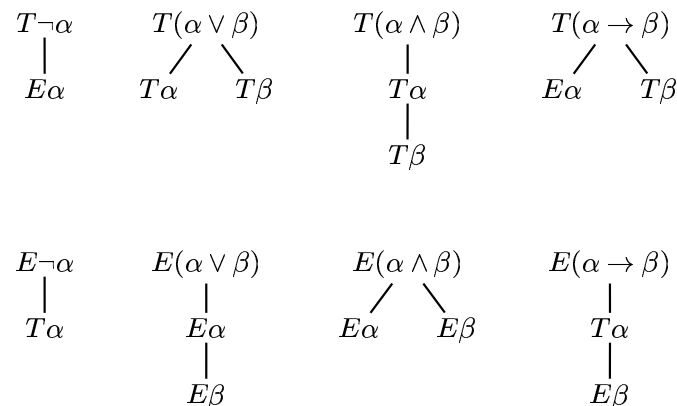 T¬α T(α ∨ β) T(α ∧ β) T(α → β)
Eα Tα Tβ Tα Eα Tβ
Tβ
E¬α E(α ∨ β) E(α ∧ β) E(α → β)
Tα Eα Eα Eβ Tα
Eβ Eβ